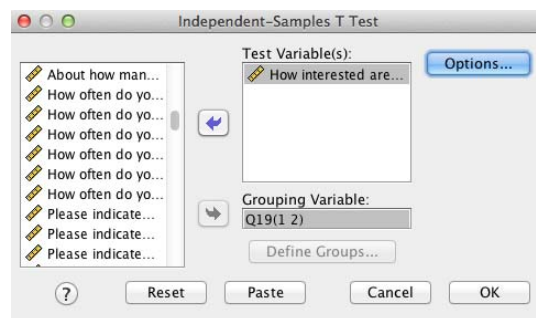 Independent-Samples T Test
About how man...
How often do yo...
How often do yo...
How often do yo...
How often do yo...
How often do yo...
How often do yo...
Please indicate...
Please indicate...
Please indicate...
Test Variable(s):
How interested are...
Options...
Grouping Variable:
Q19(1 2)
Define Groups...
?
Reset
Paste
Cancel
OK